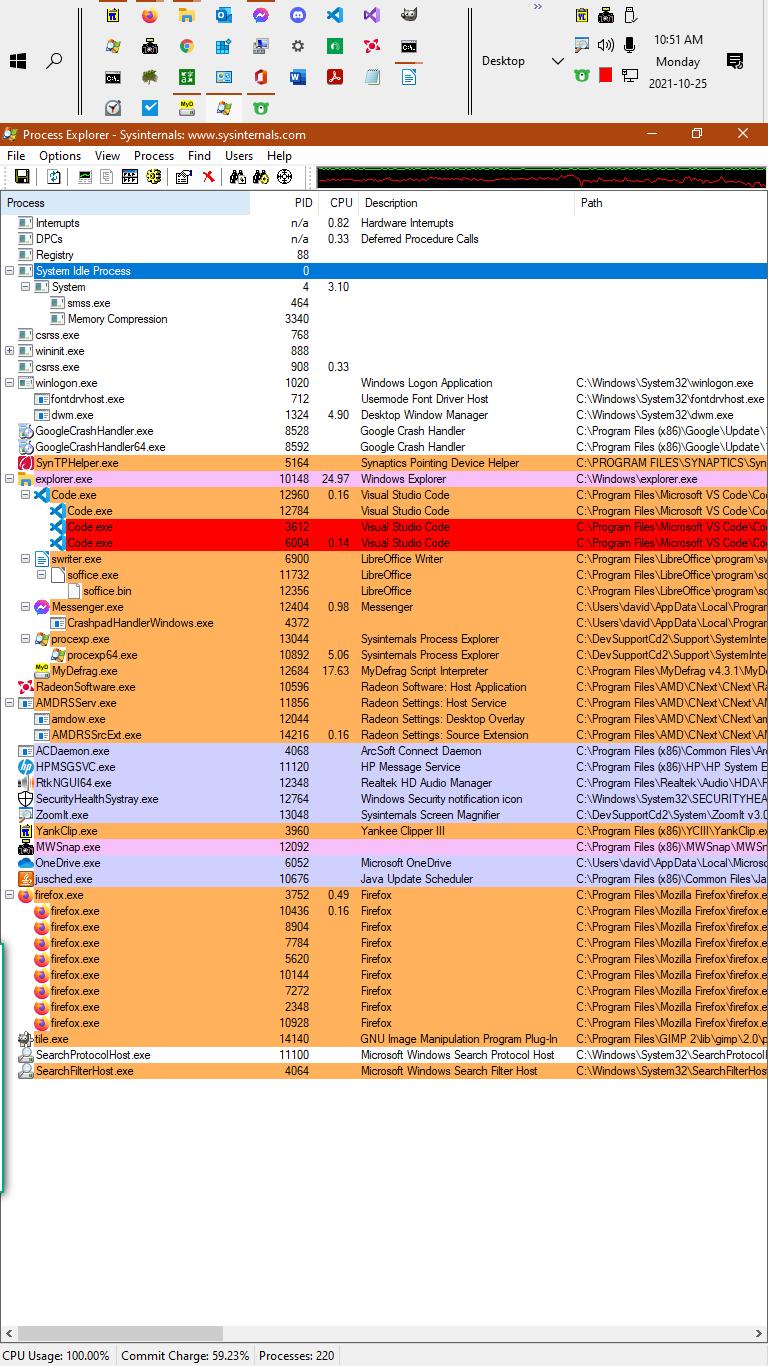 Desktop
10:51 AM
Monday
2021-10-25
Process Explorer - Sysinternals: www.sysinternals.com
File Options View Process Find Users Help
Process PID CPU Description Path
Interrupts n/a 0.82 Hardware Interrupts
DPCs n/a 0.33 Deferred Procedure Calls
Registry 88
System Idle Process 0
System 4 3.10
smss.exe 464
Memory Compression 3340
csrss.exe 768
wininit.exe 888
csrss.exe 908 0.33
winlogon.exe 1020 Windows Logon Application C:\Windows\System32\winlogon.exe
fontdrvhost.exe 712 Usermode Font Driver Host C:\Windows\System32\fontdrvhost.exe
dwm.exe 1324 4.90 Desktop Window Manager C:\Windows\System32\dwm.exe
GoogleCrashHandler.exe 8528 Google Crash Handler C:\Program Files (x86)\Google\Update\
GoogleCrashHandler64.exe 8592 Google Crash Handler C:\Program Files (x86)\Google\Update\
SynTPHelper.exe 5164 Synaptics Pointing Device Helper C:\PROGRAM FILES\SYNAPTICS\Syn
explorer.exe 10148 24.97 Windows Explorer C:\Windows\explorer.exe
Code.exe 12960 0.16 Visual Studio Code C:\Program Files\Microsoft VS Code\Co
Code.exe 12784 Visual Studio Code C:\Program Files\Microsoft VS Code\Co
Code.exe 3612 Visual Studio Code C:\Program Files\Microsoft VS Code\Co
Code.exe 6004 0.14 Visual Studio Code C:\Program Files\Microsoft VS Code\Co
swriter.exe 6900 LibreOffice Writer C:\Program Files\LibreOffice\program\sw
soffice.exe 11732 LibreOffice C:\Program Files\LibreOffice\program\so
soffice.bin 12356 LibreOffice C:\Program Files\LibreOffice\program\so
Messenger.exe 12404 0.98 Messenger C:\Users\david\AppData\Local\Program
CrashpadHandlerWindows.exe 4372 C:\Users\david\AppData\Local\Program
procexp.exe 13044 Sysinternals Process Explorer C:\DevSupportCd2\Support\SystemInte
procexp64.exe 10892 5.06 Sysinternals Process Explorer C:\DevSupportCd2\Support\SystemInte
MyDefrag.exe 12684 17.63 MyDefrag Script Interpreter C:\Program Files\MyDefrag v4.3.1\MyD
RadeonSoftware.exe 10596 Radeon Software: Host Application C:\Program Files\AMD\CNext\CNext\Ra
AMDRSServ.exe 11856 Radeon Settings: Host Service C:\Program Files\AMD\CNext\CNext\AM
amdow.exe 12044 Radeon Settings: Desktop Overlay C:\Program Files\AMD\CNext\CNext\am
AMDRSSrcExt.exe 14216 0.16 Radeon Settings: Source Extension C:\Program Files\AMD\CNext\CNext\AM
ACDaemon.exe 4068 ArcSoft Connect Daemon C:\Program Files (x86)\Common Files\Ar
HPMSGSVC.exe 11120 HP Message Service C:\Program Files (x86)\HP\HP System E
RtkNGUI64.exe 12348 Realtek HD Audio Manager C:\Program Files\Realtek\Audio\HDA\
SecurityHealthSystray.exe 12764 Windows Security notification icon C:\Windows\System32\SECURITYHEA
ZoomIt.exe 13048 Sysinternals Screen Magnifier C:\DevSupportCd2\System\ZoomIt v3.0
YankClip.exe 3960 Yankee Clipper III C:\Program Files (x86)\YCIII\YankClip.ex
MWSnap.exe 12092 C:\Program Files (x86)\MWSnap\MWSn
OneDrive.exe 6052 Microsoft OneDrive C:\Users\david\AppData\Local\Microso
jusched.exe 10676 Java Update Scheduler C:\Program Files (x86)\Common Files\Ja
firefox.exe 3752 0.49 Firefox C:\Program Files\Mozilla Firefox\firefox.e
firefox.exe 10436 0.16 Firefox C:\Program Files\Mozilla Firefox\firefox.e
firefox.exe 8904 Firefox C:\Program Files\Mozilla Firefox\firefox.e
firefox.exe 7784 Firefox C:\Program Files\Mozilla Firefox\firefox.e
firefox.exe 5620 Firefox C:\Program Files\Mozilla Firefox\firefox.e
firefox.exe 10144 Firefox C:\Program Files\Mozilla Firefox\firefox.e
firefox.exe 7272 Firefox C:\Program Files\Mozilla Firefox\firefox.e
firefox.exe 2348 Firefox C:\Program Files\Mozilla Firefox\firefox.e
firefox.exe 10928 Firefox C:\Program Files\Mozilla Firefox\firefox.e
tile.exe 14140 GNU Image Manipulation Program Plug-In C:\Program Files\GIMP 2\lib\gimp\2.0\p
SearchProtocolHost.exe 11100 Microsoft Windows Search Protocol Host C:\Windows\System32\SearchProtocol
SearchFilterHost.exe 4064 Microsoft Windows Search Filter Host C:\Windows\System32\SearchFilterHos
CPU Usage: 100.00% Commit Charge: 59.23% Processes: 220